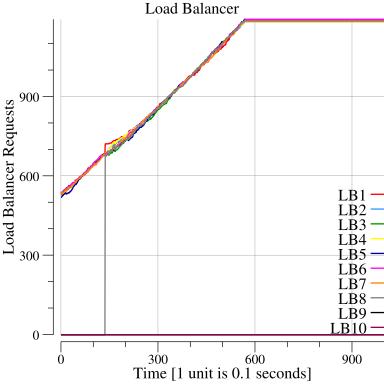 Load Balancer
Load Balancer Requests
900
600
300
0
LB1
LB2
LB3
LB4
LB5
LB6
LB7
LB8
LB9
LB10
0 300 600 900
Time [1 unit is 0.1 seconds]